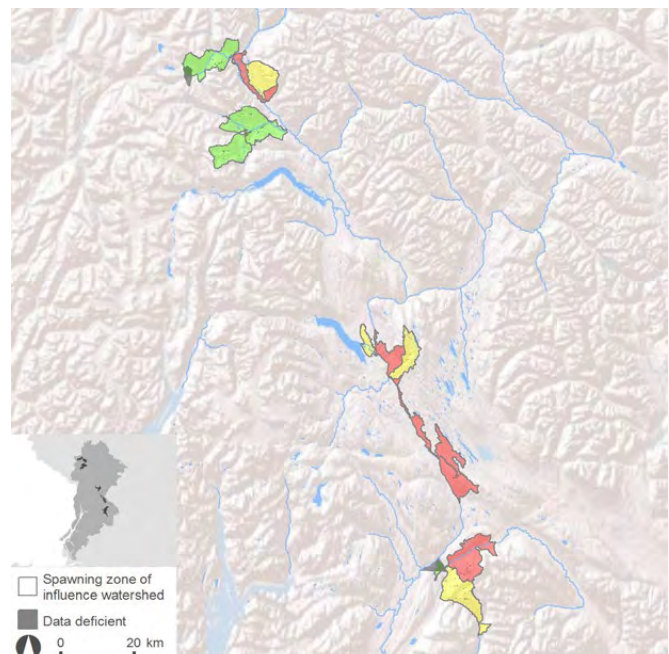 Spawning zone of
influence watershed
Data deficient
0 20 km